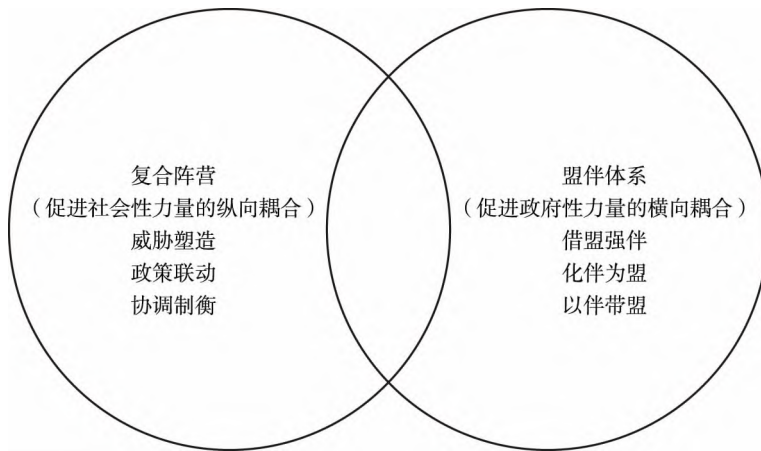 复合阵营
（促进社会性力量的纵向耦合）
威胁塑造
政策联动
协调制衡
盟伴体系
（促进政府性力量的横向耦合）
借盟强伴
化伴为盟
以伴带盟